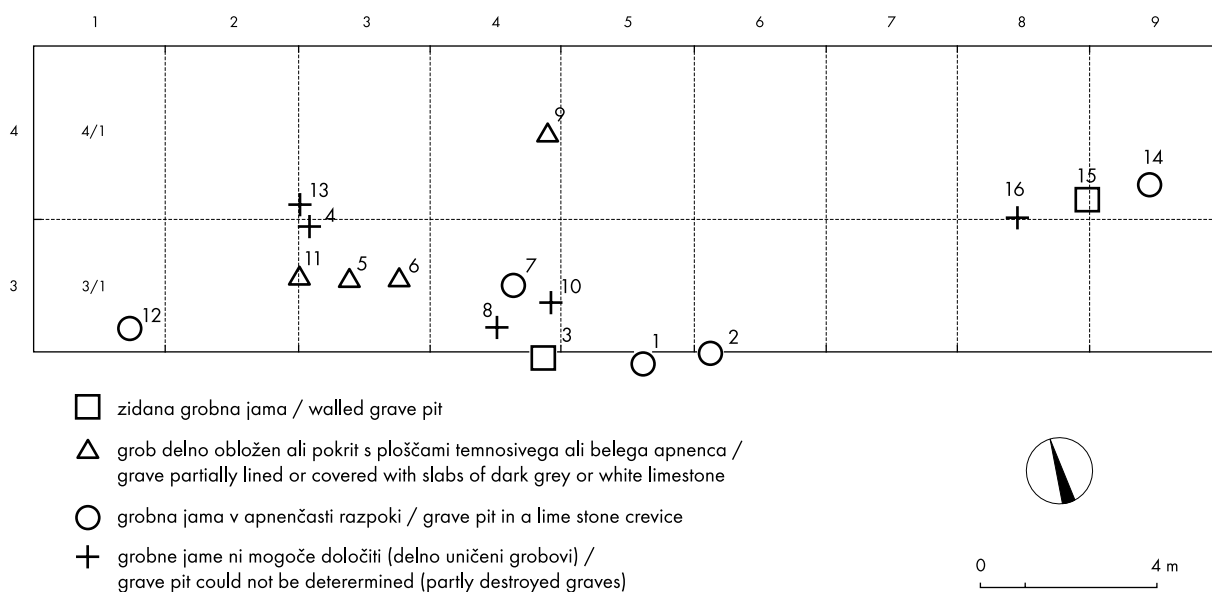 1 2 3 4 5 6 7 8 9
9
4 4/1
14
15
13
16
4
11 5 6 7
3 3/1
10
12
8
3 1 2
zidana grobna jama / walled grave pit
grob delno obložen ali pokrit s ploščami temnosivega ali belega apnenca /
grave partially lined or covered with slabs of dark grey or white limestone
grobna jama v apnenčasti razpoki / grave pit in a lime stone crevice
grobne jame ni mogoče določiti (delno uničeni grobovi) /
grave pit could not be deterermined (partly destroyed graves)
0 4 m